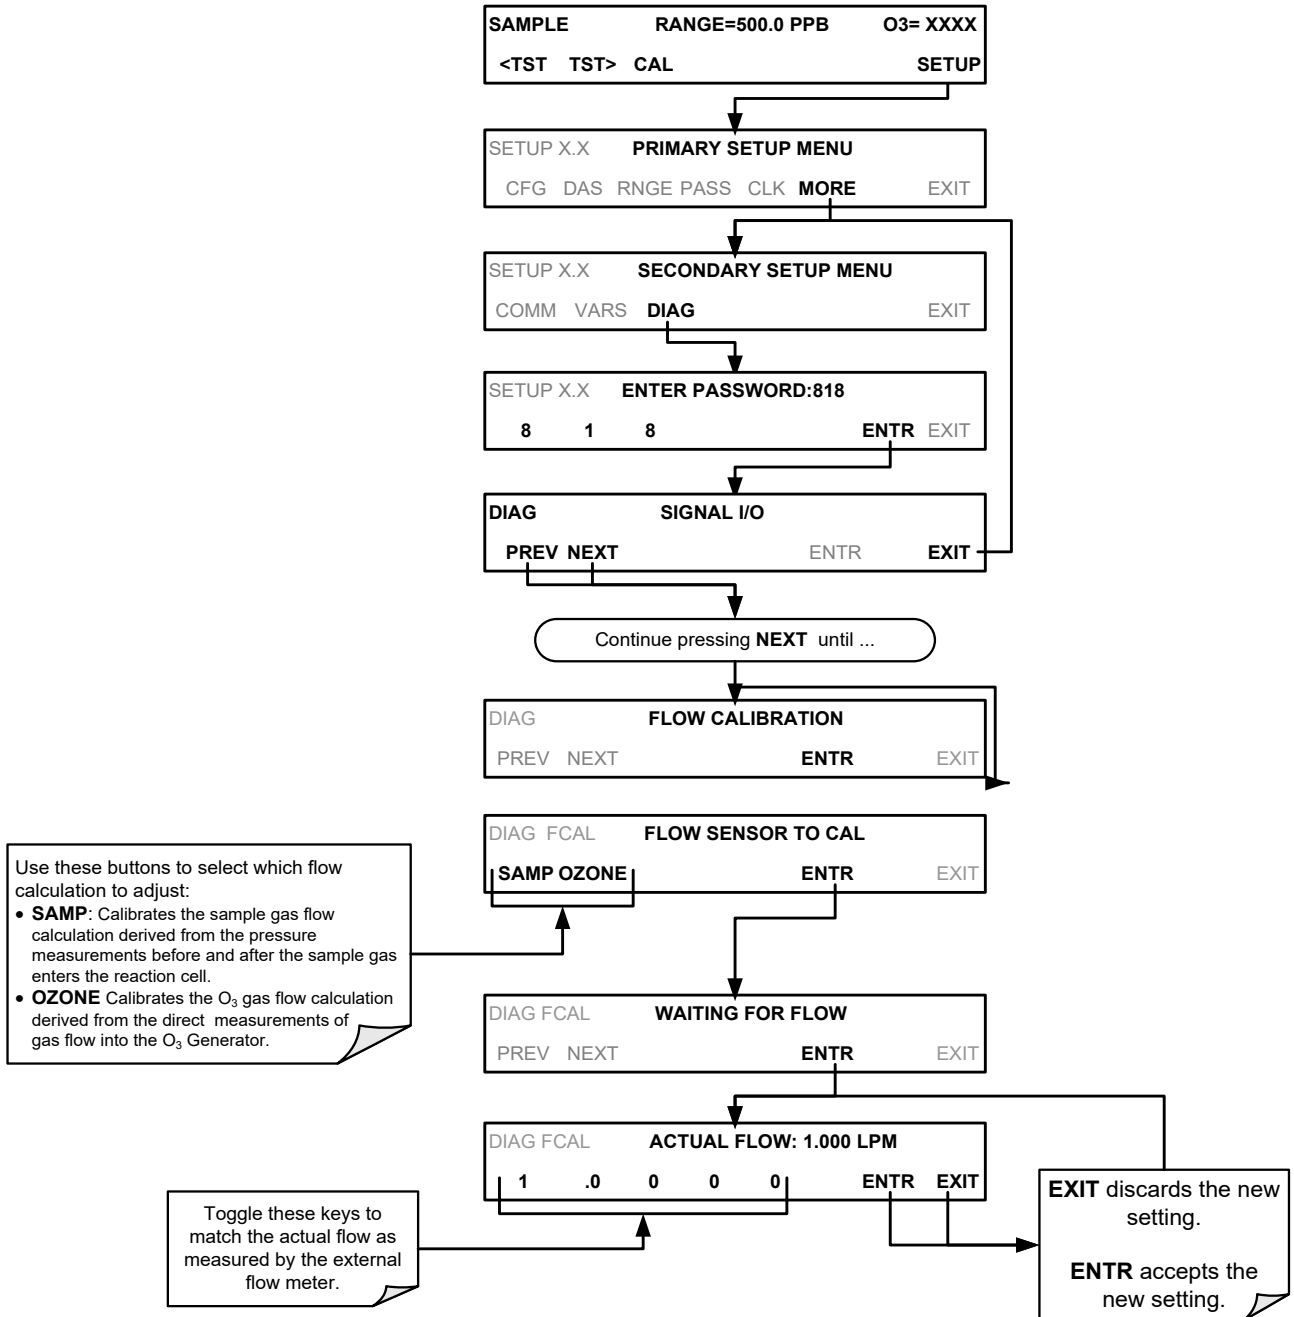 SAMPLE RANGE=500.0 PPB O3= XXXX
<TST TST> CAL SETUP
SETUP X.X PRIMARY SETUP MENU
CFG DAS RNGE PASS CLK MORE EXIT
SETUP X.X SECONDARY SETUP MENU
COMM VARS DIAG EXIT
SETUP X.X ENTER PASSWORD:818
8 1 8 ENTR EXIT
DIAG SIGNAL I/O
PREV NEXT ENTR EXIT
Continue pressing NEXT until ...
DIAG FLOW CALIBRATION
PREV NEXT ENTR EXIT
DIAG FCAL FLOW SENSOR TO CAL
SAMP OZONE ENTR EXIT
Use these buttons to select which flow
calculation to adjust:
• SAMP: Calibrates the sample gas flow
calculation derived from the pressure
measurements before and after the sample gas
enters the reaction cell.
• OZONE Calibrates the O₃ gas flow calculation
derived from the direct measurements of
gas flow into the O₃ Generator.
DIAG FCAL WAITING FOR FLOW
PREV NEXT ENTR EXIT
DIAG FCAL ACTUAL FLOW: 1.000 LPM
1 .0 0 0 0 ENTR EXIT
Toggle these keys to
match the actual flow as
measured by the external
flow meter.
EXIT discards the new
setting.
ENTR accepts the
new setting.